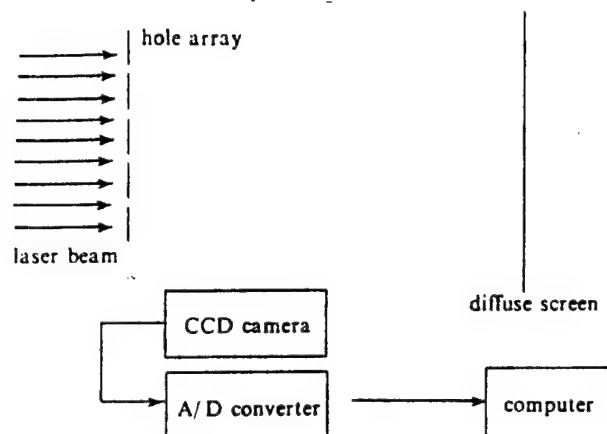 hole array
laser beam
diffuse screen
CCD camera
A/D converter
computer